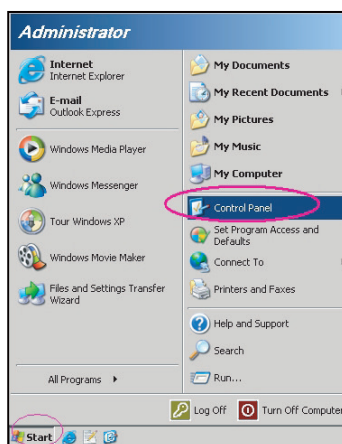 Administrator
Internet
Internet Explorer
E-mail
Outlook Express
Windows Media Player
Windows Messenger
Tour Windows XP
Windows Movie Maker
Files and Settings Transfer
Wizard
All Programs
My Documents
My Recent Documents
My Pictures
My Music
My Computer
Control Panel
Set Program Access and
Defaults
Connect To
Printers and Faxes
Help and Support
Search
Run...
Log Off
Turn Off Computer
Start